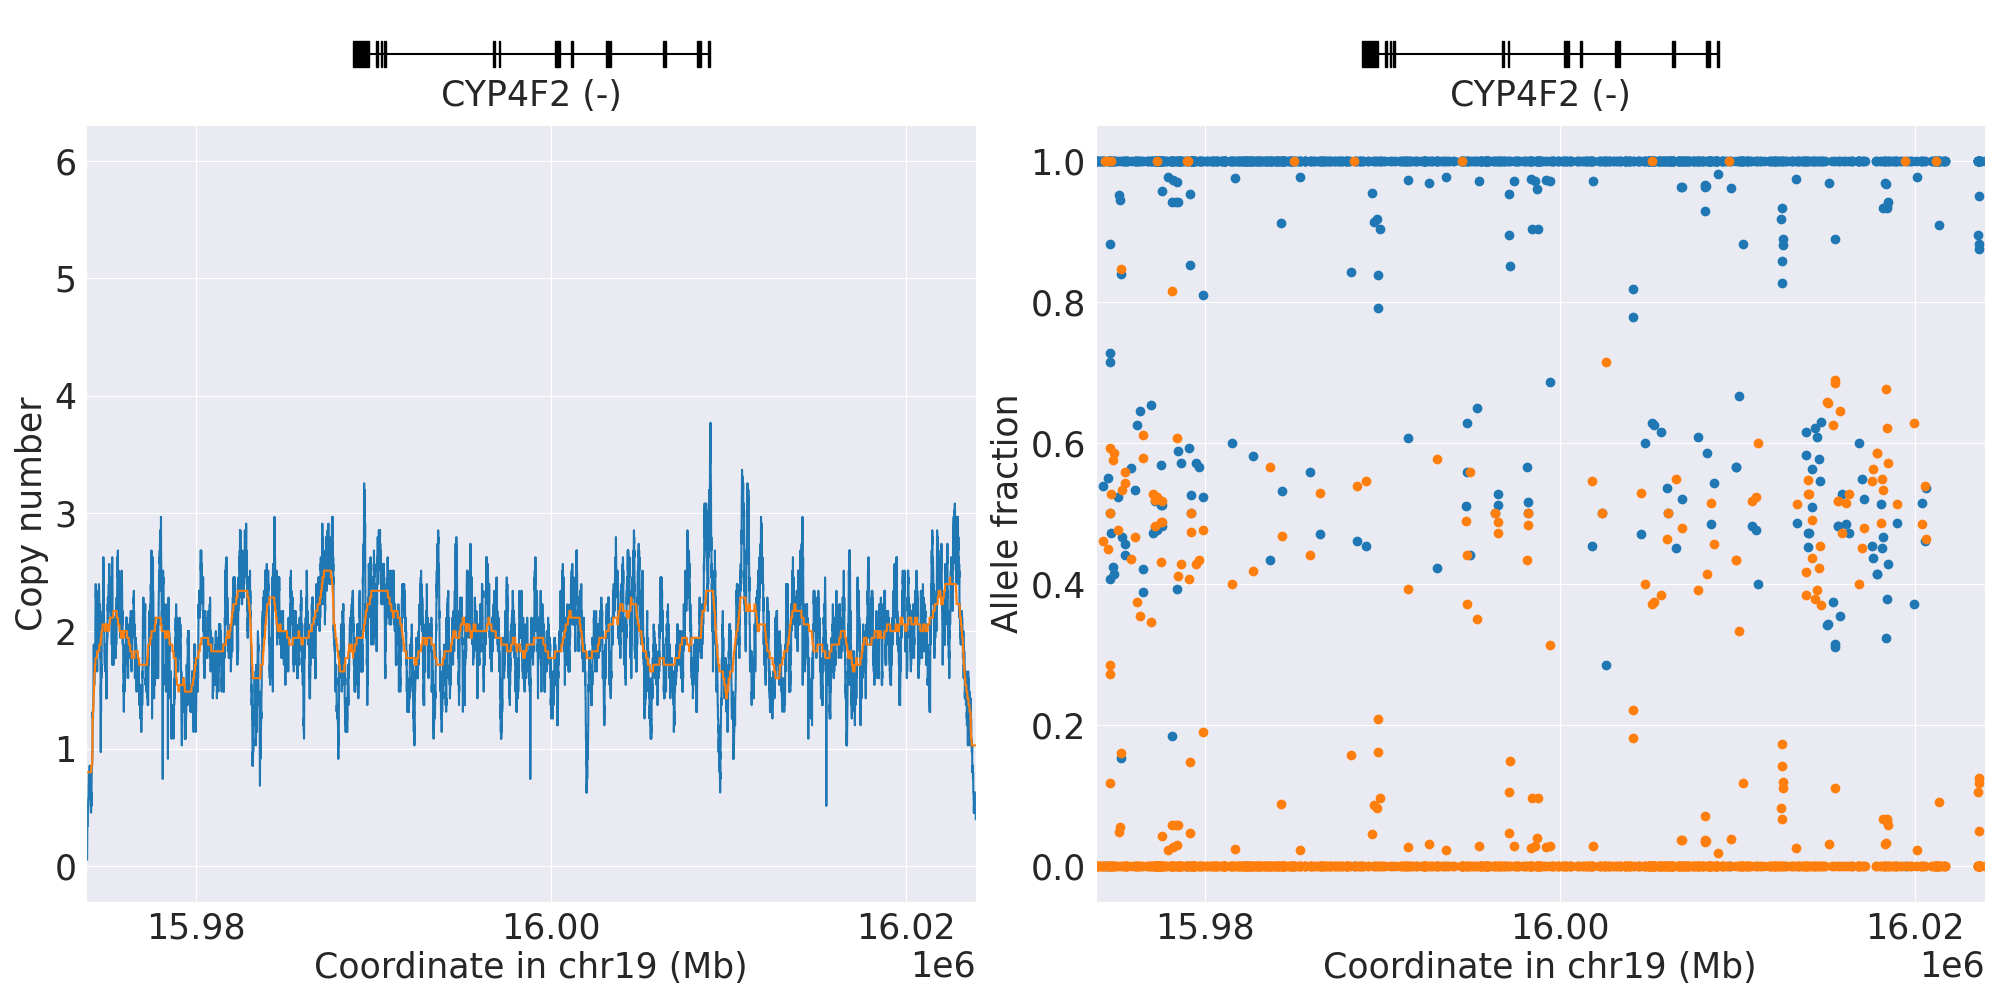 CYP4F2 (-)
6
5
4
3
2
1
0
Copy number
15.98
16.00
16.02
Coordinate in chr19 (Mb)
1e6
CYP4F2 (-)
1.0
0.8
0.6
0.4
0.2
0.0
Allele fraction
15.98
16.00
16.02
Coordinate in chr19 (Mb)
1e6